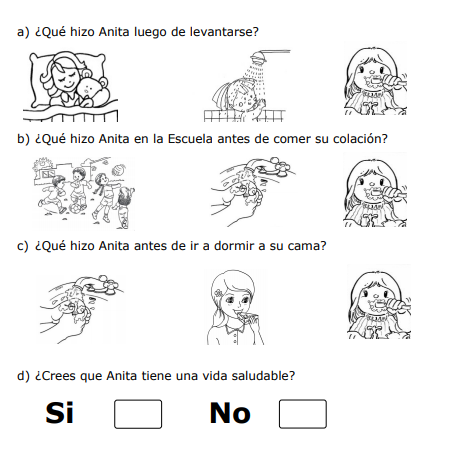 a) ¿Qué hizo Anita luego de levantarse?
b) ¿Qué hizo Anita en la Escuela antes de comer su colación?
c) ¿Qué hizo Anita antes de ir a dormir a su cama?
d) ¿Crees que Anita tiene una vida saludable?
Si No